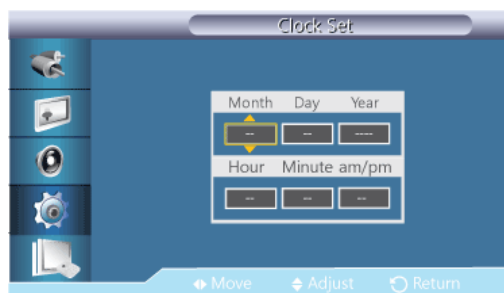 Clock Set
Month Day Year
-- -- ----
Hour Minute am/pm
-- -- --
Move Adjust Return